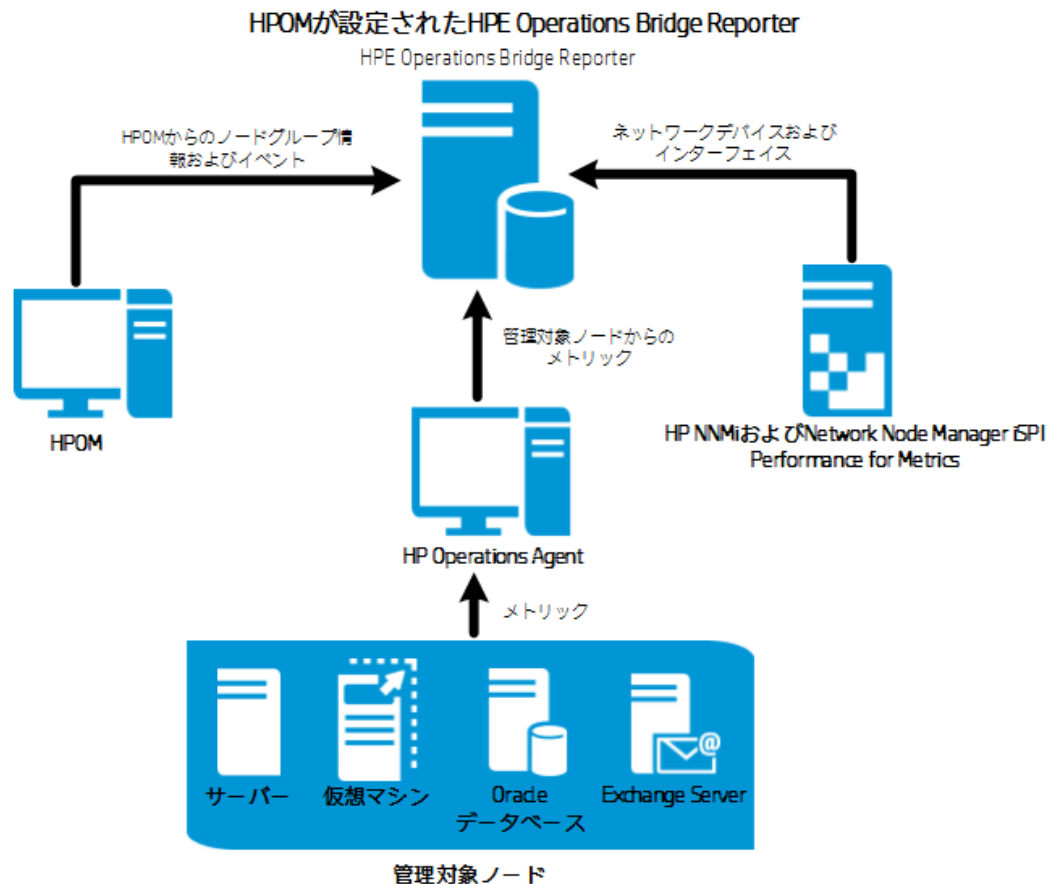 HPOMが設定されたHPE Operations Bridge Reporter
HPE Operations Bridge Reporter
HPOMからのノードグループ情
報およびイベント
ネットワークデバイスおよび
インターフェイス
管理対象ノードからの
メトリック
HPOM
HP NNMiおよびNetwork Node Manager iSPI
Performance for Metrics
HP Operations Agent
メトリック
サーバー
仮想マシン
Oracle
データベース
@
Exchange Server
管理対象ノード